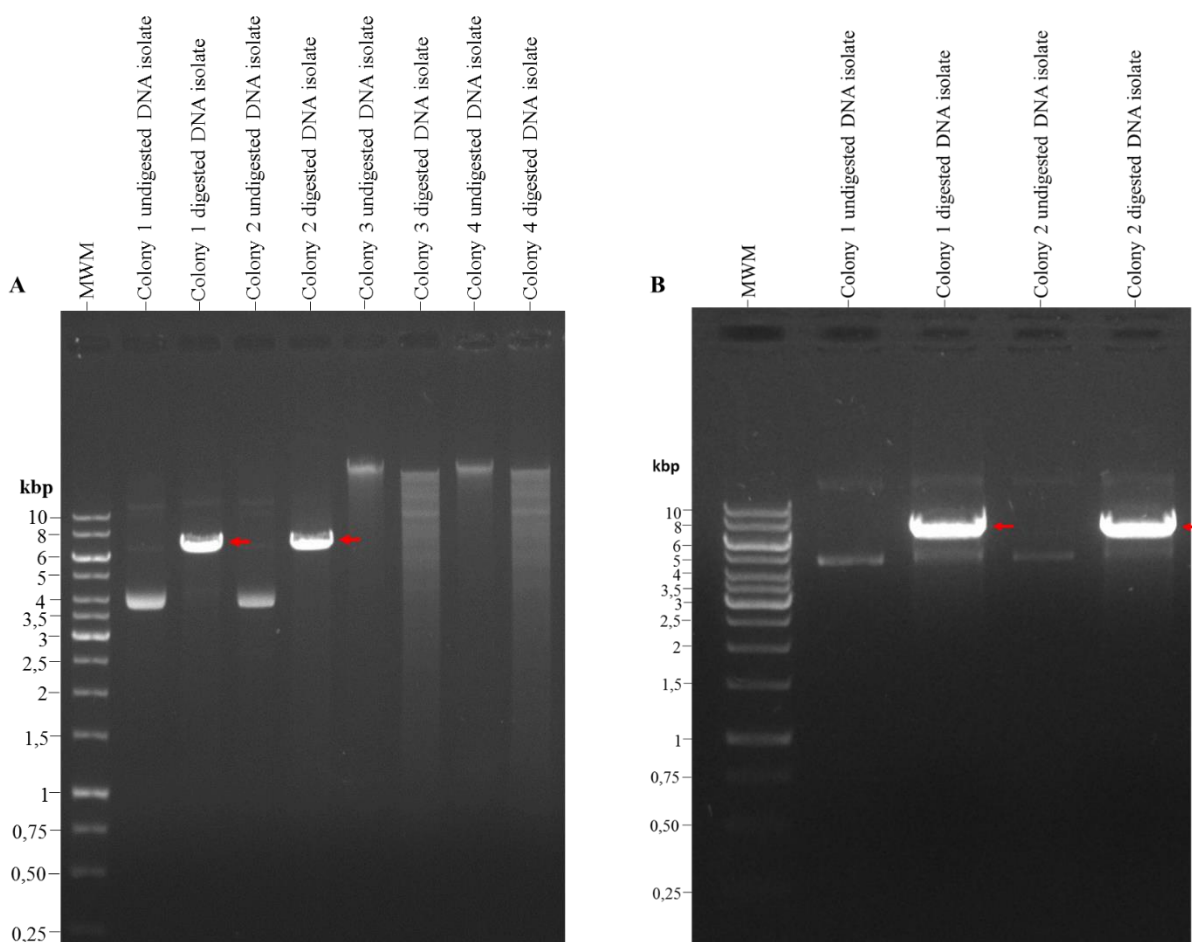 A
MWM
Colony 1 undigested DNA isolate
Colony 1 digested DNA isolate
Colony 2 undigested DNA isolate
Colony 2 digested DNA isolate
Colony 3 undigested DNA isolate
Colony 3 digested DNA isolate
Colony 4 undigested DNA isolate
Colony 4 digested DNA isolate
kbp
10
8
6
5
4
3,5
3
2,5
2
1,5
1
0,75
0,50
0,25
B
MWM
Colony 1 undigested DNA isolate
Colony 1 digested DNA isolate
Colony 2 undigested DNA isolate
Colony 2 digested DNA isolate
kbp
10
8
6
5
4
3,5
3
2,5
2
1,5
1
0,75
0,50
0,25